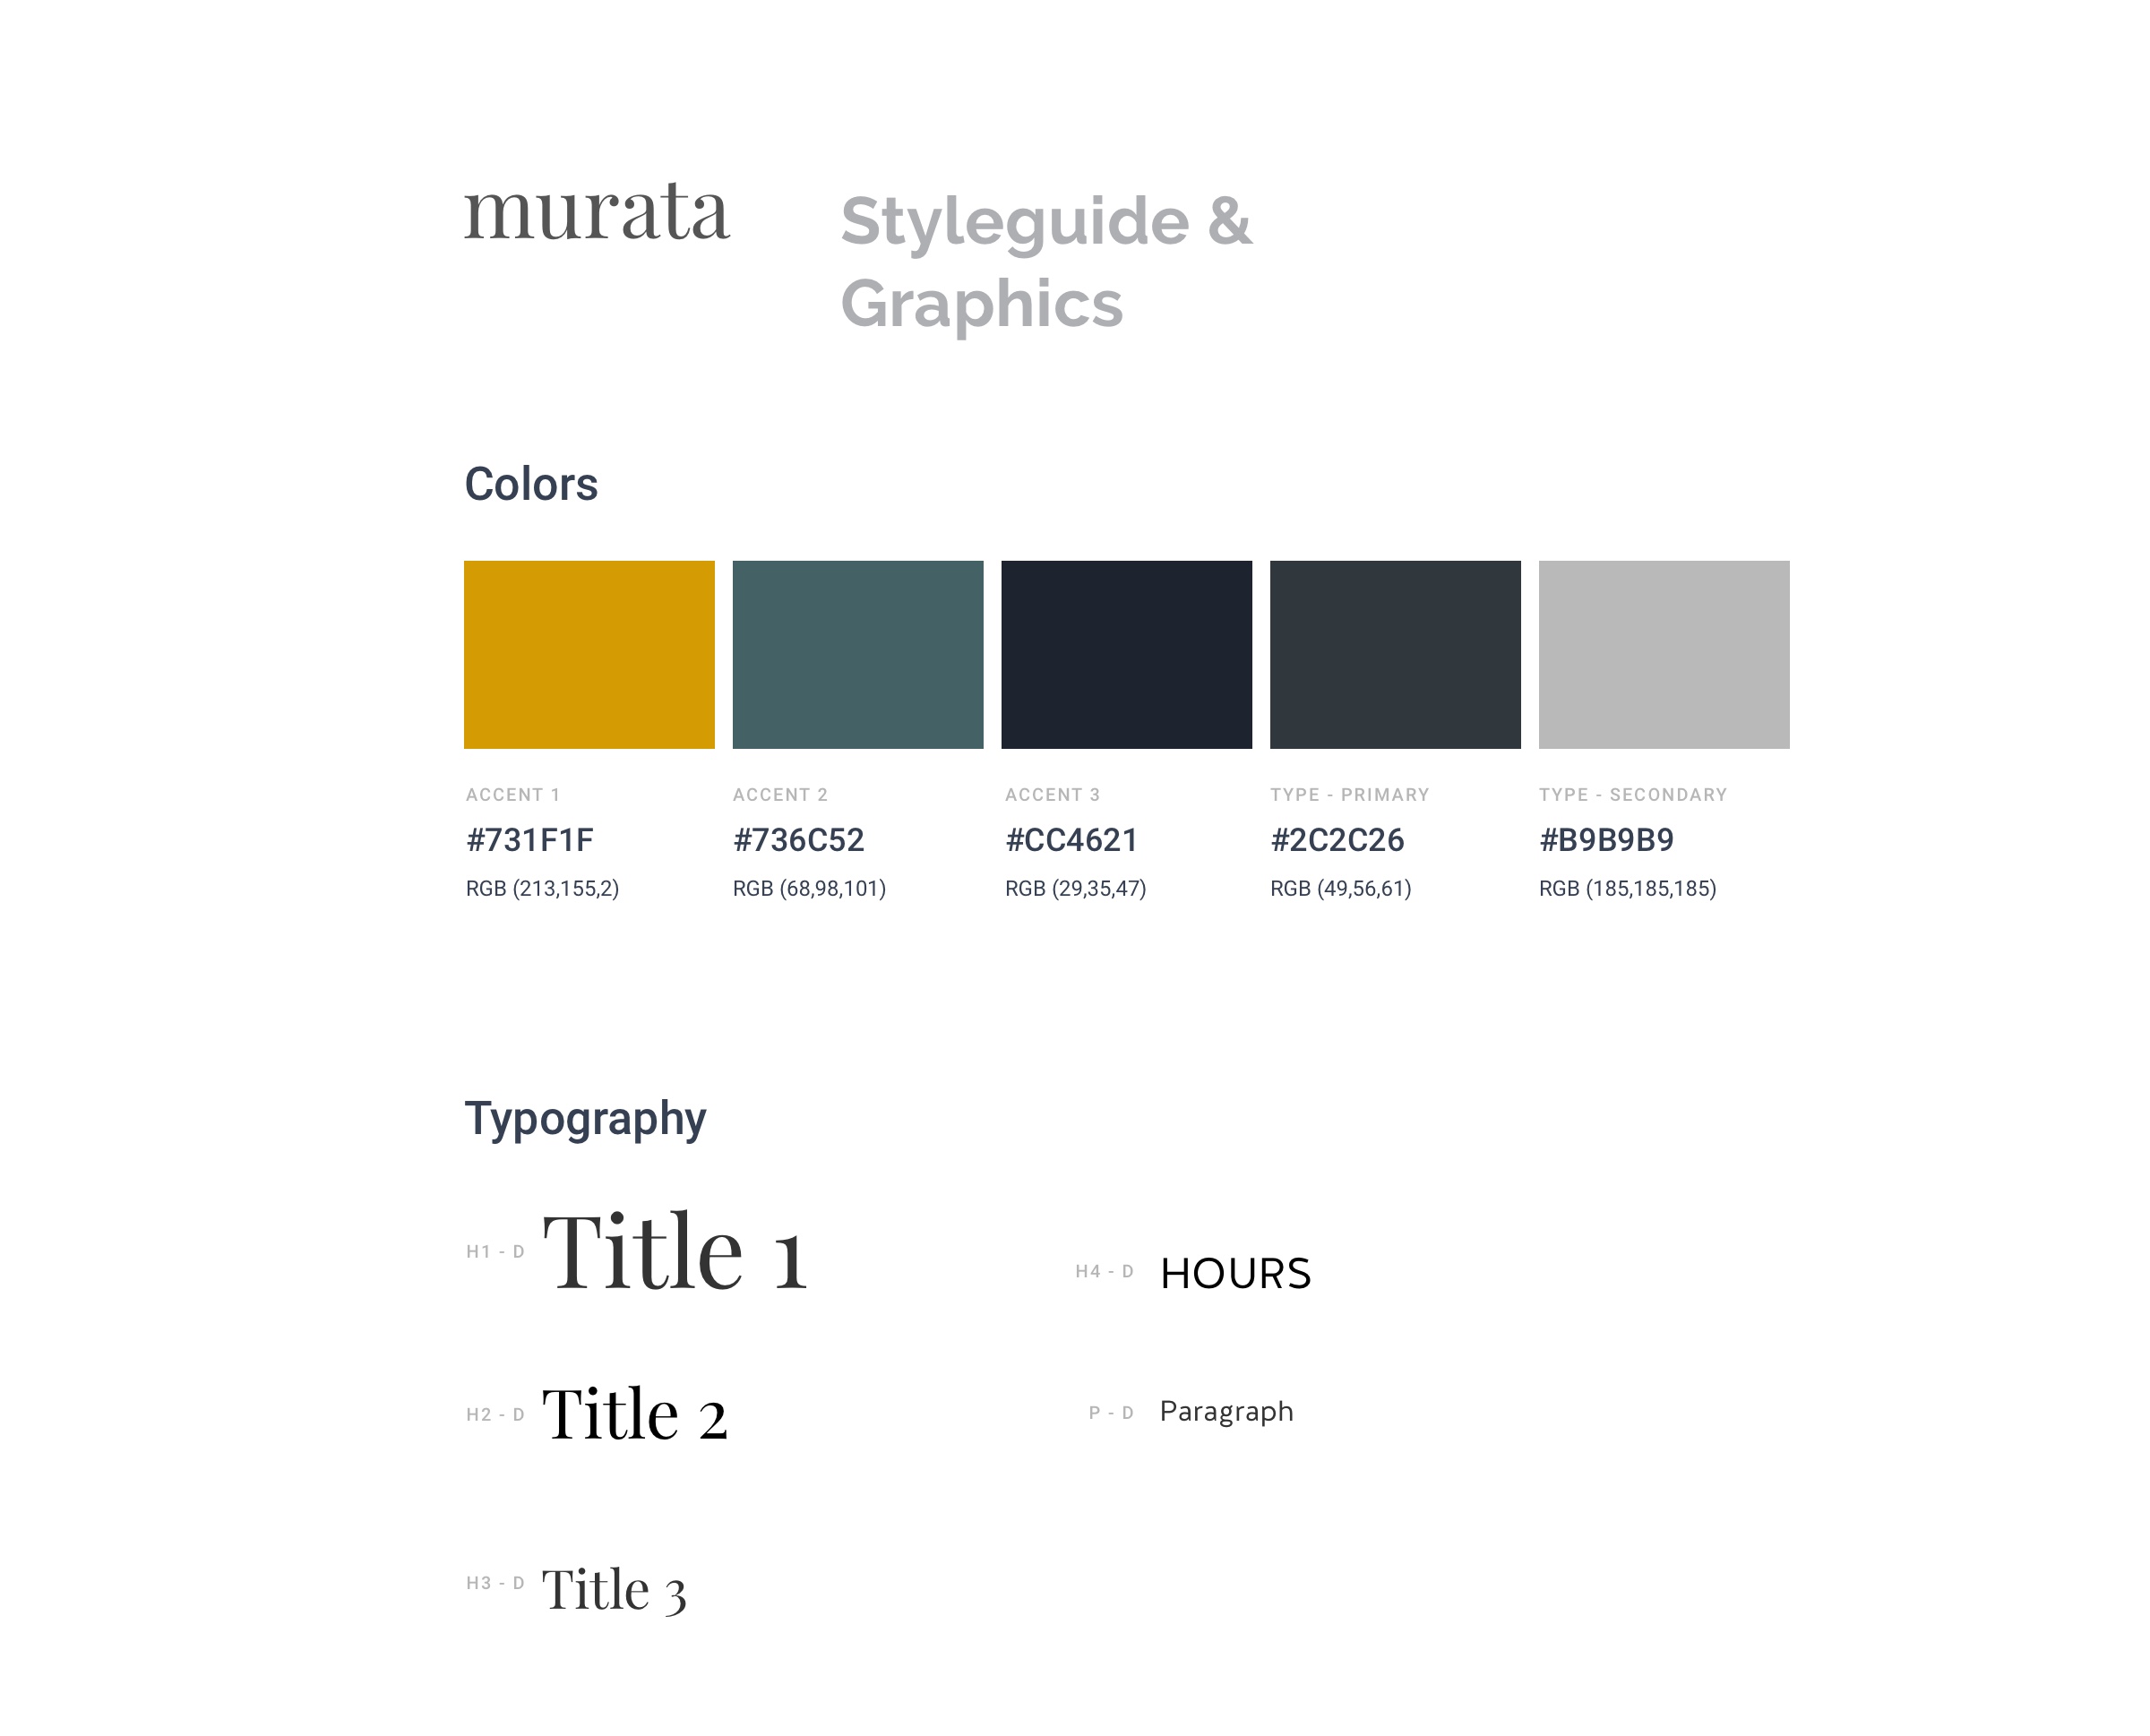 murata
Styleguide &
Graphics
Colors
ACCENT 1
#731F1F
RGB (213,155,2)
ACCENT 2
#736C52
RGB (68,98,101)
ACCENT 3
#CC4621
RGB (29,35,47)
TYPE - PRIMARY
#2C2C26
RGB (49,56,61)
TYPE - SECONDARY
#B9B9B9
RGB (185,185,185)
Typography
H1 - D Title 1
H2 - D Title 2
H3 - D Title 3
H4 - D HOURS
P - D Paragraph